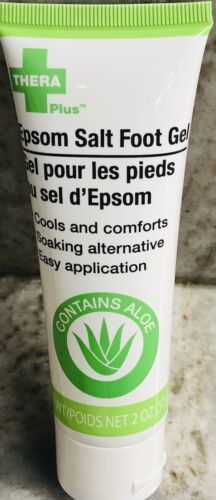 THERA
Plus™
Epsom Salt Foot Gel
Gel pour les pieds
au sel d'Epsom
Cools and comforts
Soaking alternative
Easy application
CONTAINS ALOE
WT/POIDS NET 2 OZ